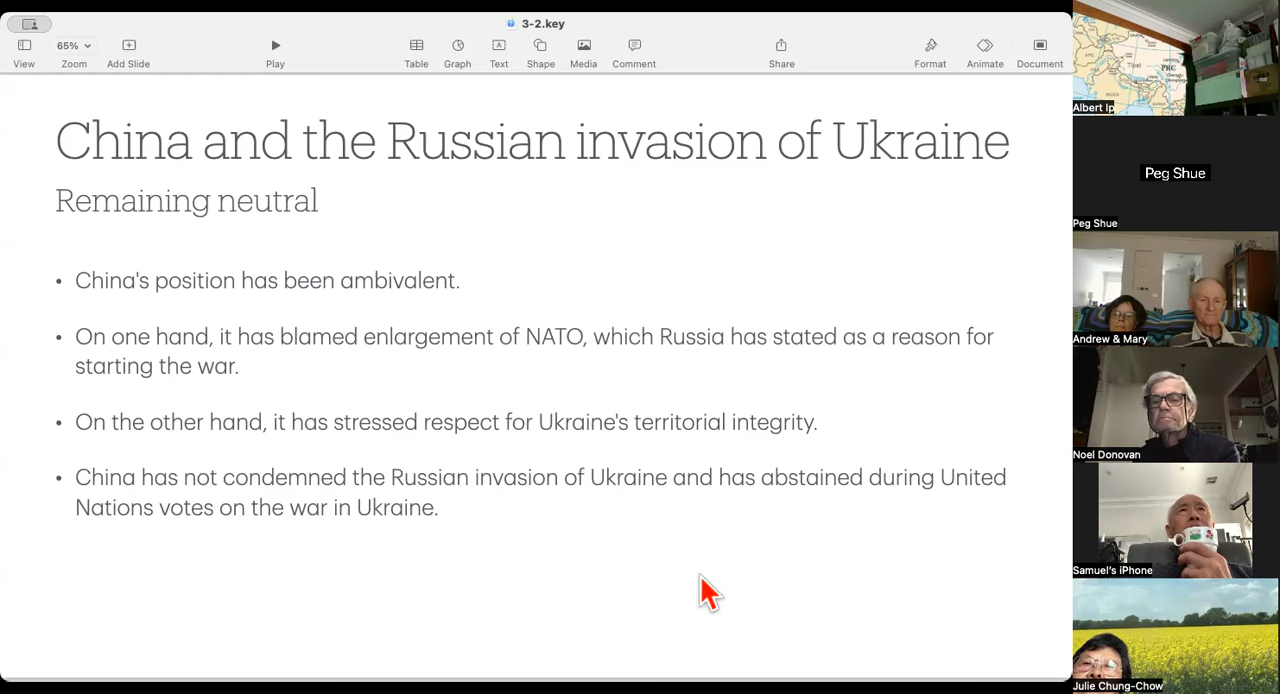 3-2.key
65%
View
Zoom
Add Slide
Play
Table
Graph
Text
Shape
Media
Comment
Share
Format
Animate
Document
China and the Russian invasion of Ukraine
Remaining neutral
• China's position has been ambivalent.
• On one hand, it has blamed enlargement of NATO, which Russia has stated as a reason for
starting the war.
• On the other hand, it has stressed respect for Ukraine's territorial integrity.
• China has not condemned the Russian invasion of Ukraine and has abstained during United
Nations votes on the war in Ukraine.
Tibet
PRC
INDIA
Albert Ip
Peg Shue
Peg Shue
Andrew & Mary
Noel Donovan
Samuel's iPhone
Julie Chung-Chow